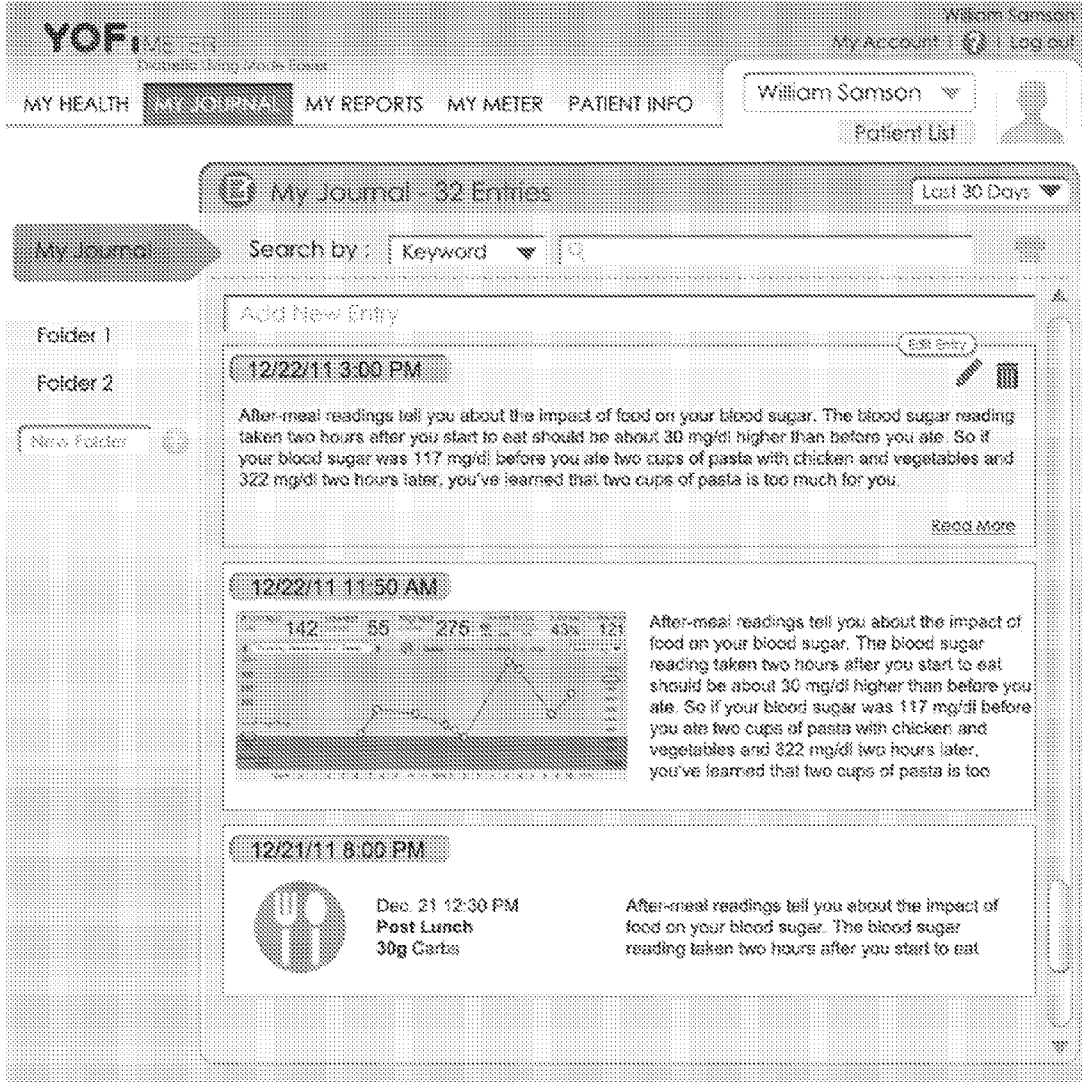 William Samson
YOFiMETER
My Account | ? | Log out
Diabetic Living Made Easier
MY HEALTH MY JOURNAL MY REPORTS MY METER PATIENT INFO
William Samson
Patient List
My Journal - 32 Entries
Last 30 Days
My Journal
Search by :
Keyword
Add New Entry
Folder 1
Folder 2
New Folder
Edit Entry
12/22/11 3:00 PM
After-meal readings tell you about the impact of food on your blood sugar. The blood sugar reading
taken two hours after you start to eat should be about 30 mg/dl higher than before you ate. So if
your blood sugar was 117 mg/dl before you ate two cups of pasta with chicken and vegetables and
322 mg/dl two hours later, you've learned that two cups of pasta is too much for you.
Read More
12/22/11 11:50 AM
142 55 275 43% 121
After-meal readings tell you about the impact of
food on your blood sugar. The blood sugar
reading taken two hours after you start to eat
should be about 30 mg/dl higher than before you
ate. So if your blood sugar was 117 mg/dl before
you ate two cups of pasta with chicken and
vegetables and 322 mg/dl two hours later,
you've learned that two cups of pasta is too
12/21/11 8:00 PM
Dec. 21 12:30 PM
Post Lunch
30g Carbs
After-meal readings tell you about the impact of
food on your blood sugar. The blood sugar
reading taken two hours after you start to eat